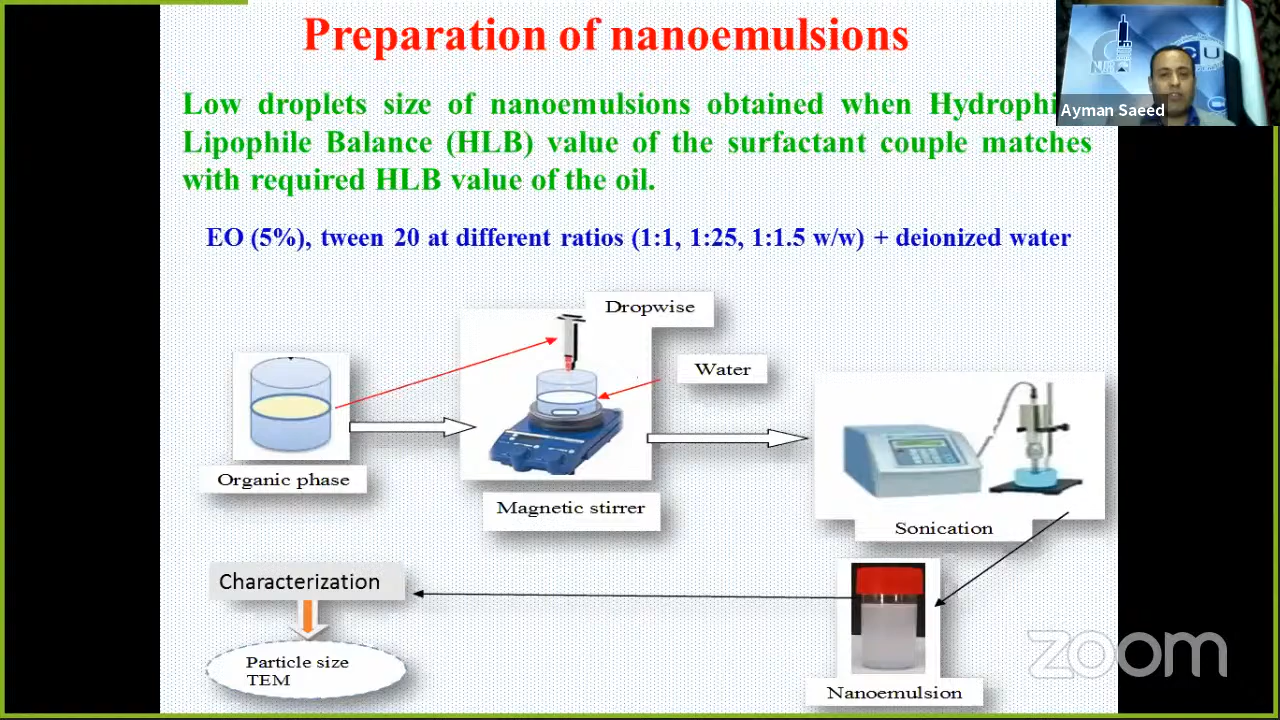 Preparation of nanoemulsions
Low droplets size of nanoemulsions obtained when
Lipophile Balance (HLB) value of the surfactant couple matches
with required HLB value of the oil.
EO (5%), tween 20 at different ratios (1:1, 1:25, 1:1.5 w/w) + deionized water
Dropwise
Water
Organic phase
Magnetic stirrer
Sonication
Characterization
Particle size
TEM
Nanoemulsion
Ayman Saeed
CU
zoom